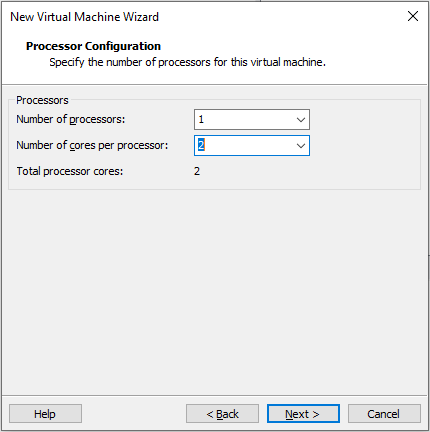 New Virtual Machine Wizard
Processor Configuration
Specify the number of processors for this virtual machine.
Processors
Number of processors: 1
Number of cores per processor: 2
Total processor cores: 2
Help < Back Next > Cancel